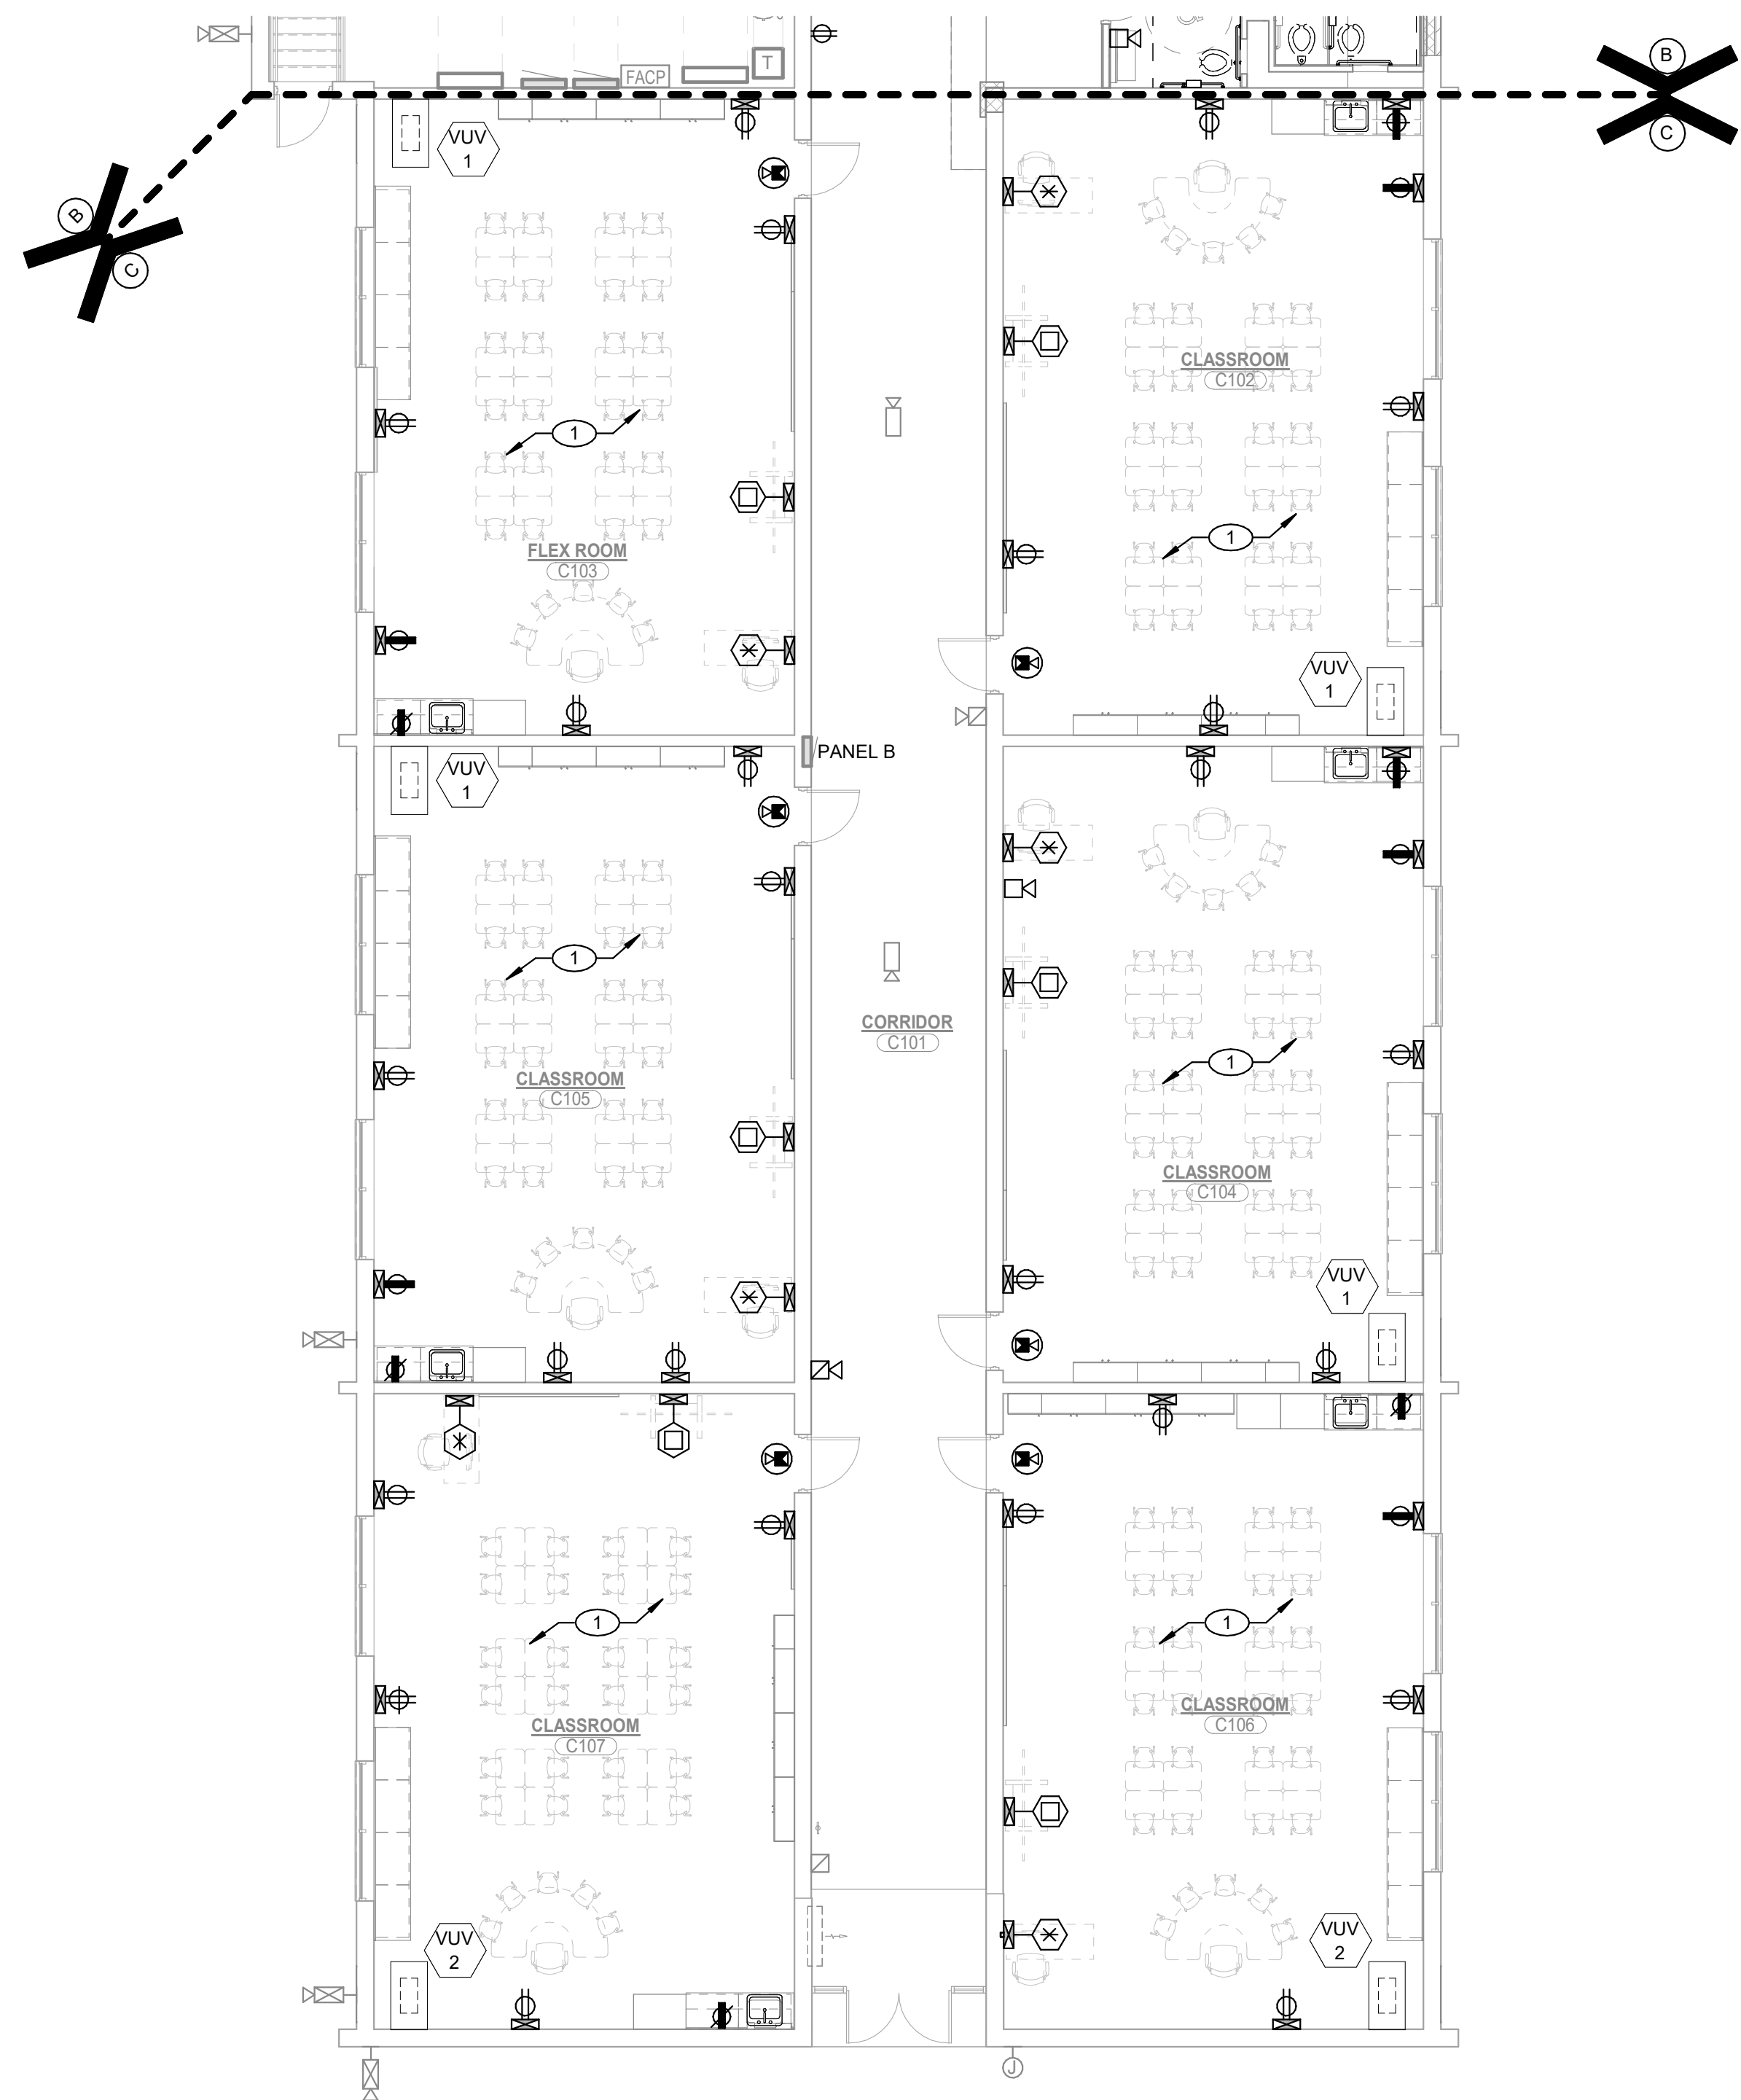 FACP
T
B
C
B
C
VUV
1
1
FLEX ROOM
C103
CLASSROOM
C102
1
VUV
1
PANEL B
VUV
1
1
CORRIDOR
C101
CLASSROOM
C105
1
CLASSROOM
C104
VUV
1
1
CLASSROOM
C107
1
CLASSROOM
C106
VUV
2
VUV
2
J